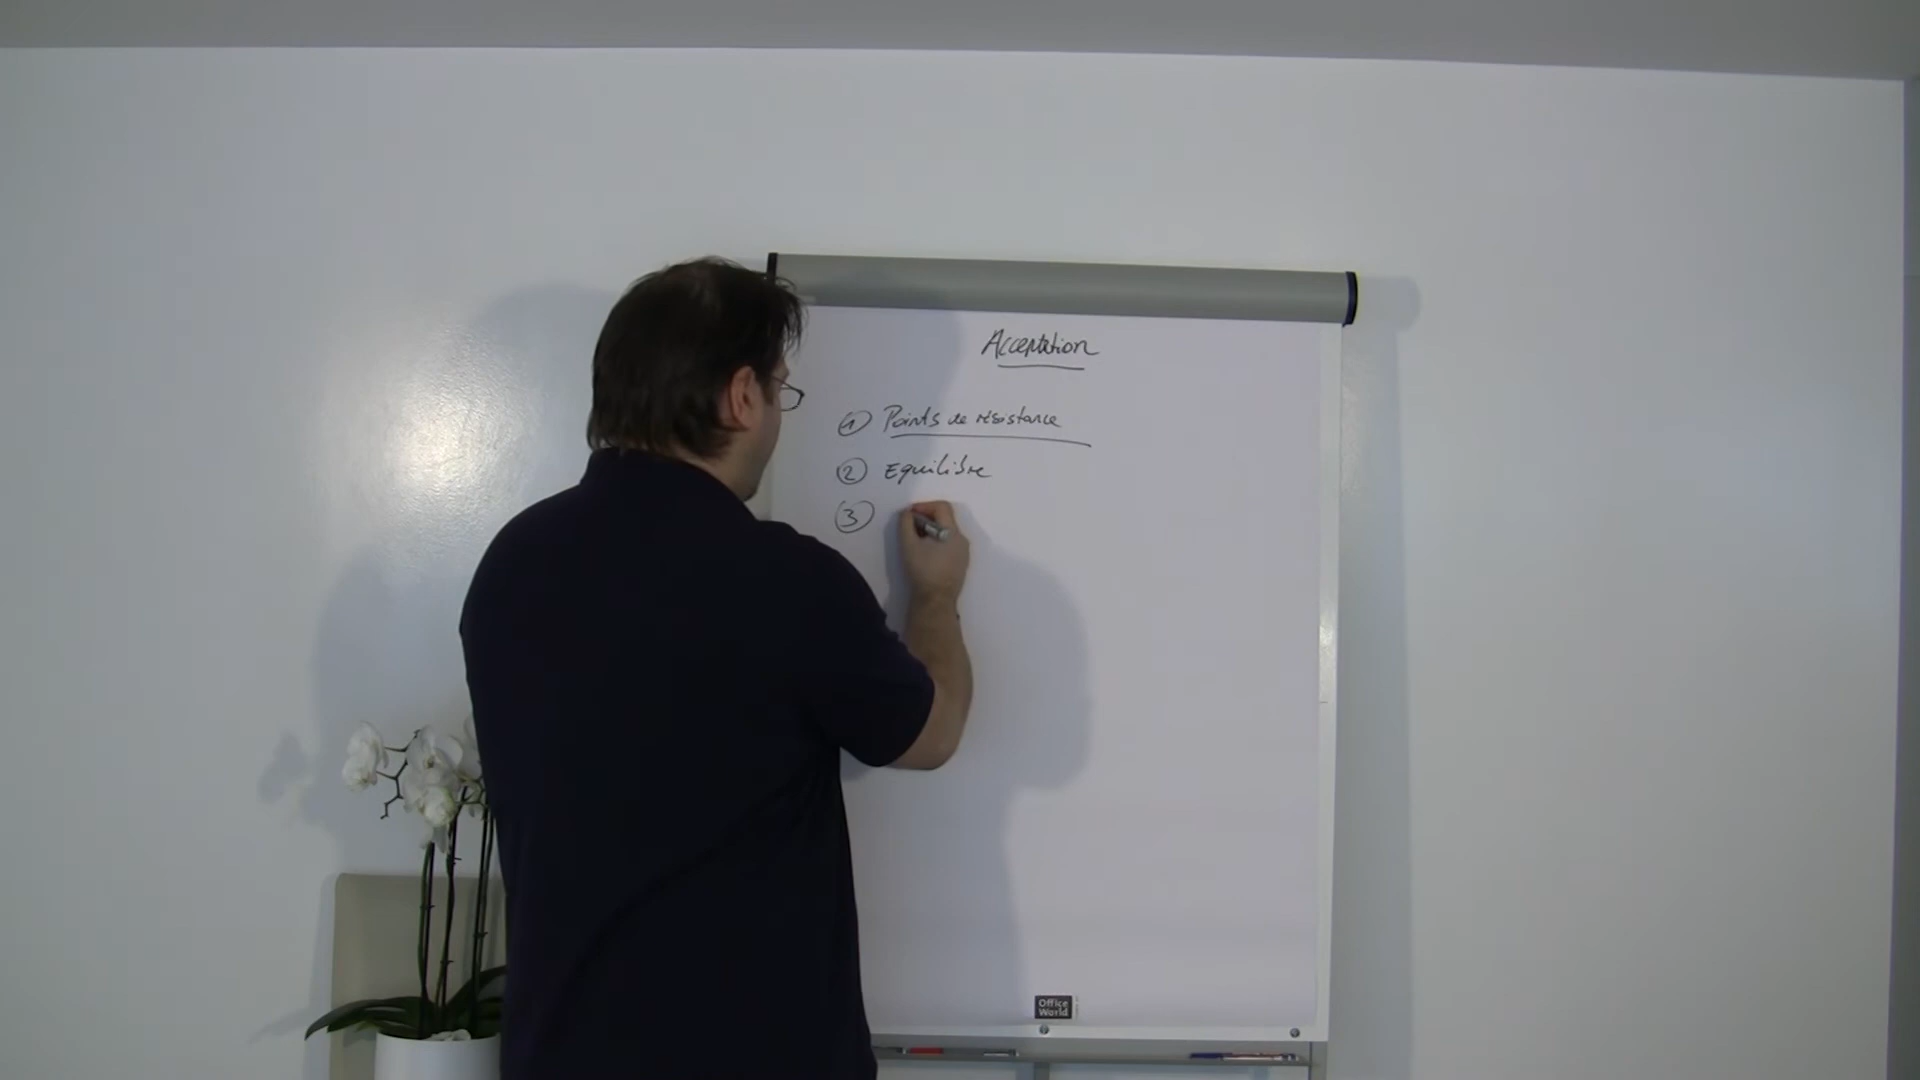 Acceptation
1 Points de résistance
2 Equilibre
3
Office
World